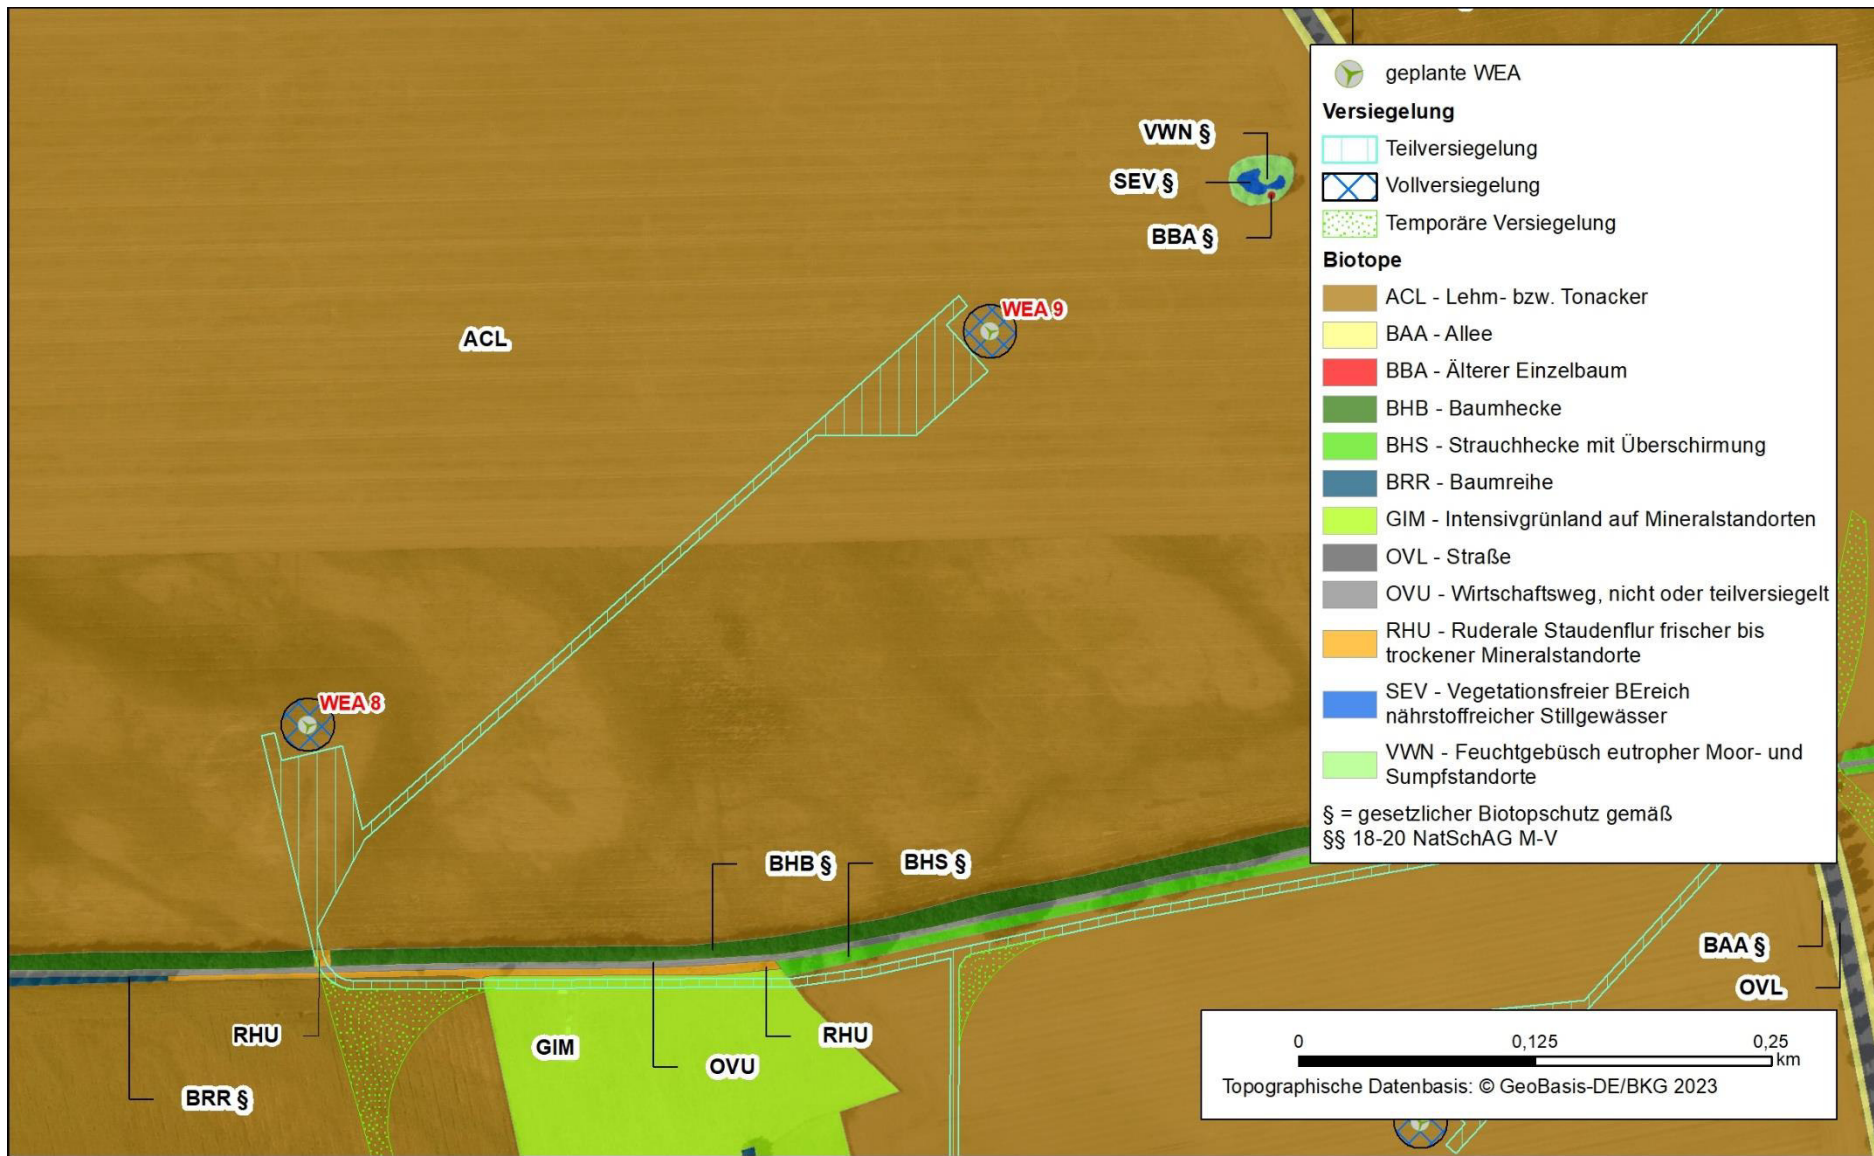 geplante WEA
Versiegelung
Teilversiegelung
Vollversiegelung
Temporäre Versiegelung
Biotope
ACL - Lehm- bzw. Tonacker
BAA - Allee
BBA - Älterer Einzelbaum
BHB - Baumhecke
BHS - Strauchhecke mit Überschirmung
BRR - Baumreihe
GIM - Intensivgrünland auf Mineralstandorten
OVL - Straße
OVU - Wirtschaftsweg, nicht oder teilversiegelt
RHU - Ruderale Staudenflur frischer bis
trockener Mineralstandorte
SEV - Vegetationsfreier BEreich
nährstoffreicher Stillgewässer
VWN - Feuchtgebüsch eutropher Moor- und
Sumpfstandorte
§ = gesetzlicher Biotopschutz gemäß
§§ 18-20 NatSchAG M-V
VWN §
SEV §
BBA §
WEA 9
ACL
WEA 8
BHB §
BHS §
BAA §
OVL
RHU
GIM
RHU
OVU
BRR §
0 0,125 0,25
km
Topographische Datenbasis: © GeoBasis-DE/BKG 2023